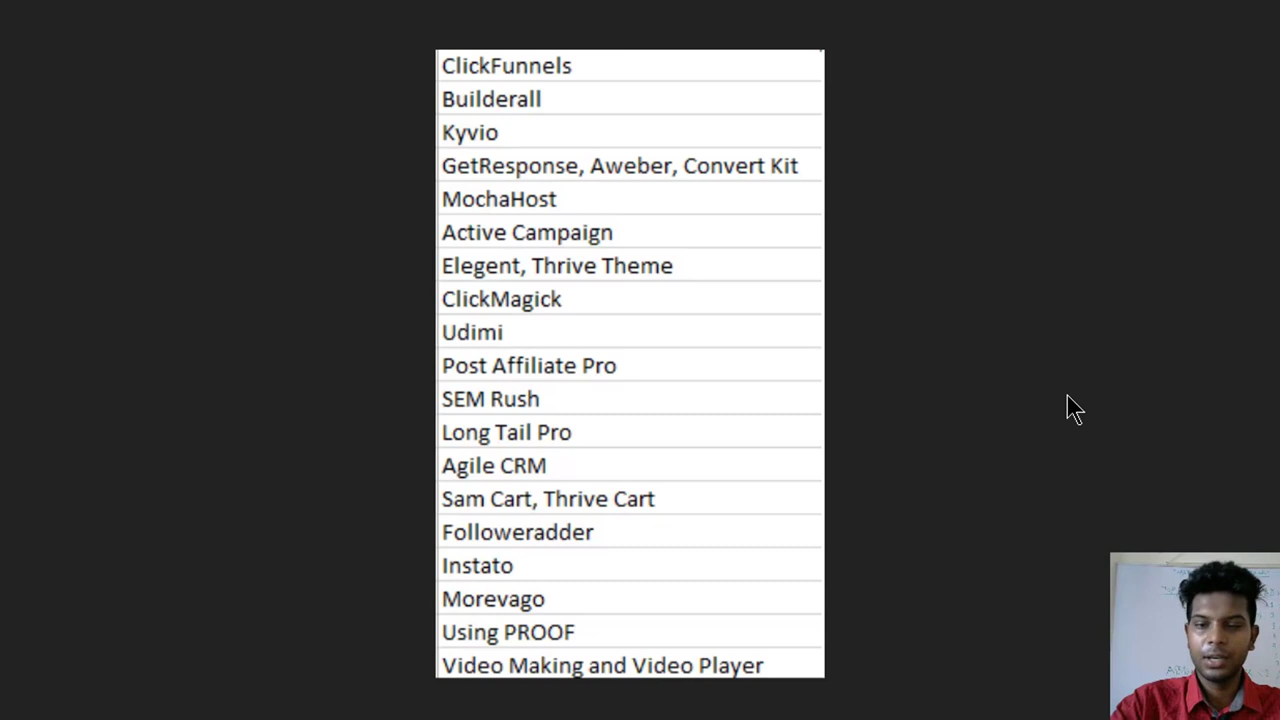 ClickFunnels
Builderall
Kyvio
GetResponse, Aweber, Convert Kit
MochaHost
Active Campaign
Elegent, Thrive Theme
ClickMagick
Udimi
Post Affiliate Pro
SEM Rush
Long Tail Pro
Agile CRM
Sam Cart, Thrive Cart
Followeradder
Instato
Morevago
Using PROOF
Video Making and Video Player